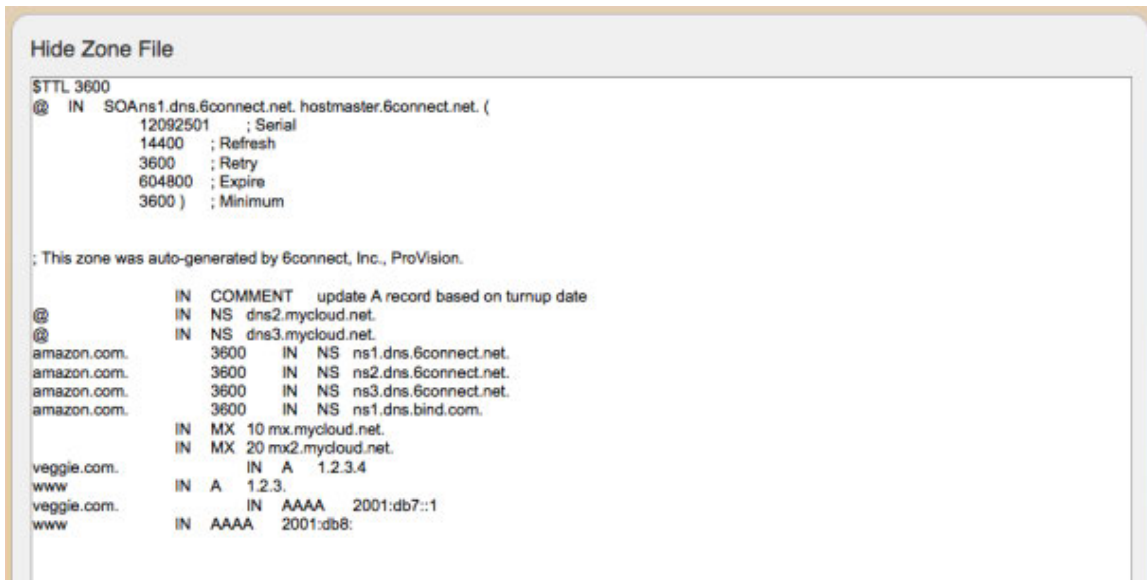 Hide Zone File
$TTL 3600
@ IN SOAns1.dns.6connect.net. hostmaster.6connect.net. (
12092501 ; Serial
14400 ; Refresh
3600 ; Retry
604800 ; Expire
3600 ) ; Minimum
; This zone was auto-generated by 6connect, Inc., ProVision.
IN COMMENT update A record based on turnup date
@ IN NS dns2.mycloud.net.
@ IN NS dns3.mycloud.net.
amazon.com. 3600 IN NS ns1.dns.6connect.net.
amazon.com. 3600 IN NS ns2.dns.6connect.net.
amazon.com. 3600 IN NS ns3.dns.6connect.net.
amazon.com. 3600 IN NS ns1.dns.bind.com.
IN MX 10 mx.mycloud.net.
IN MX 20 mx2.mycloud.net.
veggie.com. IN A 1.2.3.4
www IN A 1.2.3.
veggie.com. IN AAAA 2001:db7::1
www IN AAAA 2001:db8: